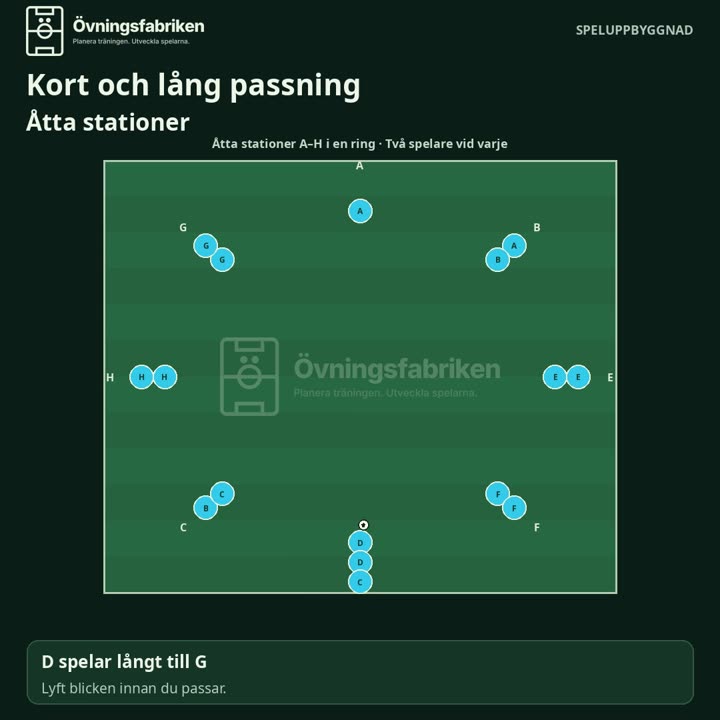 Övningsfabriken
Planera träningen. Utveckla spelarna.
SPELUPPBYGGNAD
Kort och lång passning
Åtta stationer
Åtta stationer A–H i en ring · Två spelare vid varje
A
A
G
B
G
A
G
B
Övningsfabriken
Planera träningen. Utveckla spelarna.
H
H
H
E
E
E
C
F
B
F
C
F
D
D
C
D spelar långt till G
Lyft blicken innan du passar.